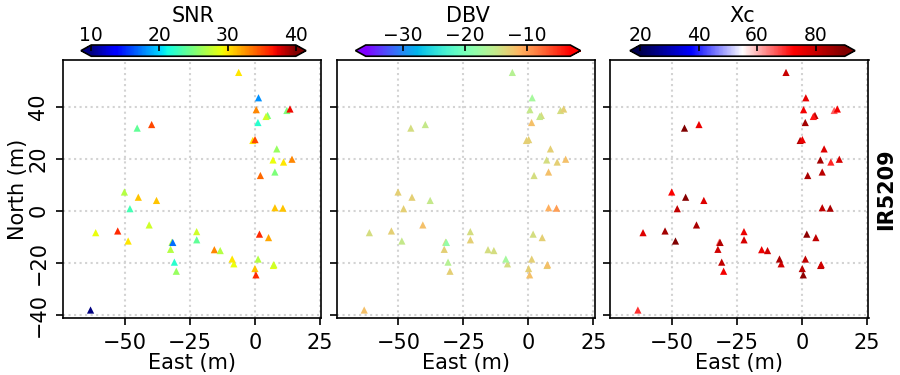 SNR DBV Xc
10 20 30 40 −30 −20 −10 20 40 60 80
North (m)
40
20
0
−20
−40
IR5209
−50 −25 0 25 −50 −25 0 25 −50 −25 0 25
East (m) East (m) East (m)